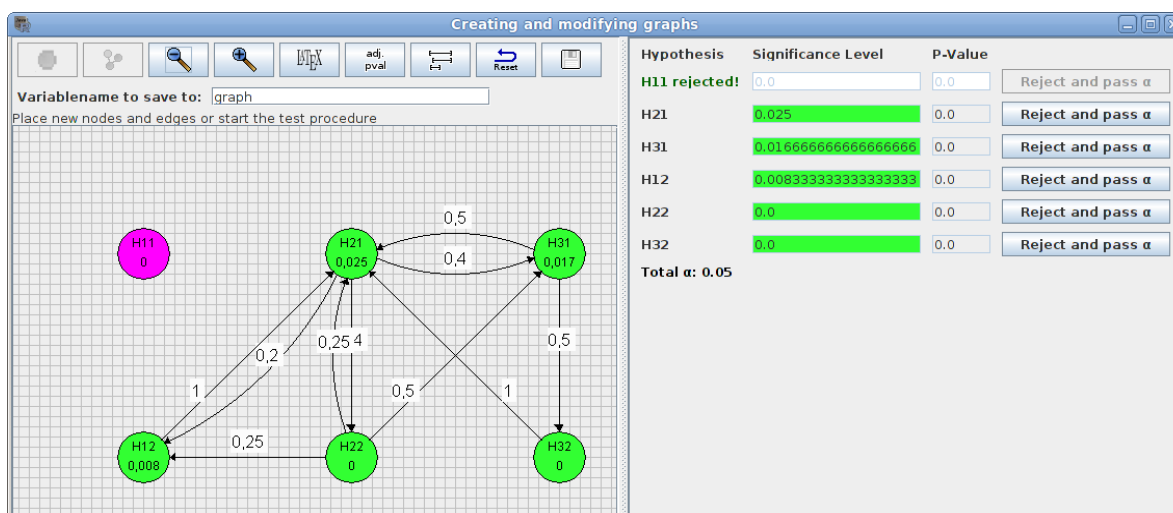 Creating and modifying graphs
LATEX
adj.
pval
Reset
Variablename to save to: graph
Place new nodes and edges or start the test procedure
H11
0
H21
0,025
H31
0,017
0,5
0,4
0,2
0,25
4
0,5
1
0,5
1
0,25
H12
0,008
H22
0
H32
0
Hypothesis Significance Level P-Value
H11 rejected! 0.0 0.0 Reject and pass α
H21 0.025 0.0 Reject and pass α
H31 0.016666666666666666 0.0 Reject and pass α
H12 0.008333333333333333 0.0 Reject and pass α
H22 0.0 0.0 Reject and pass α
H32 0.0 0.0 Reject and pass α
Total α: 0.05